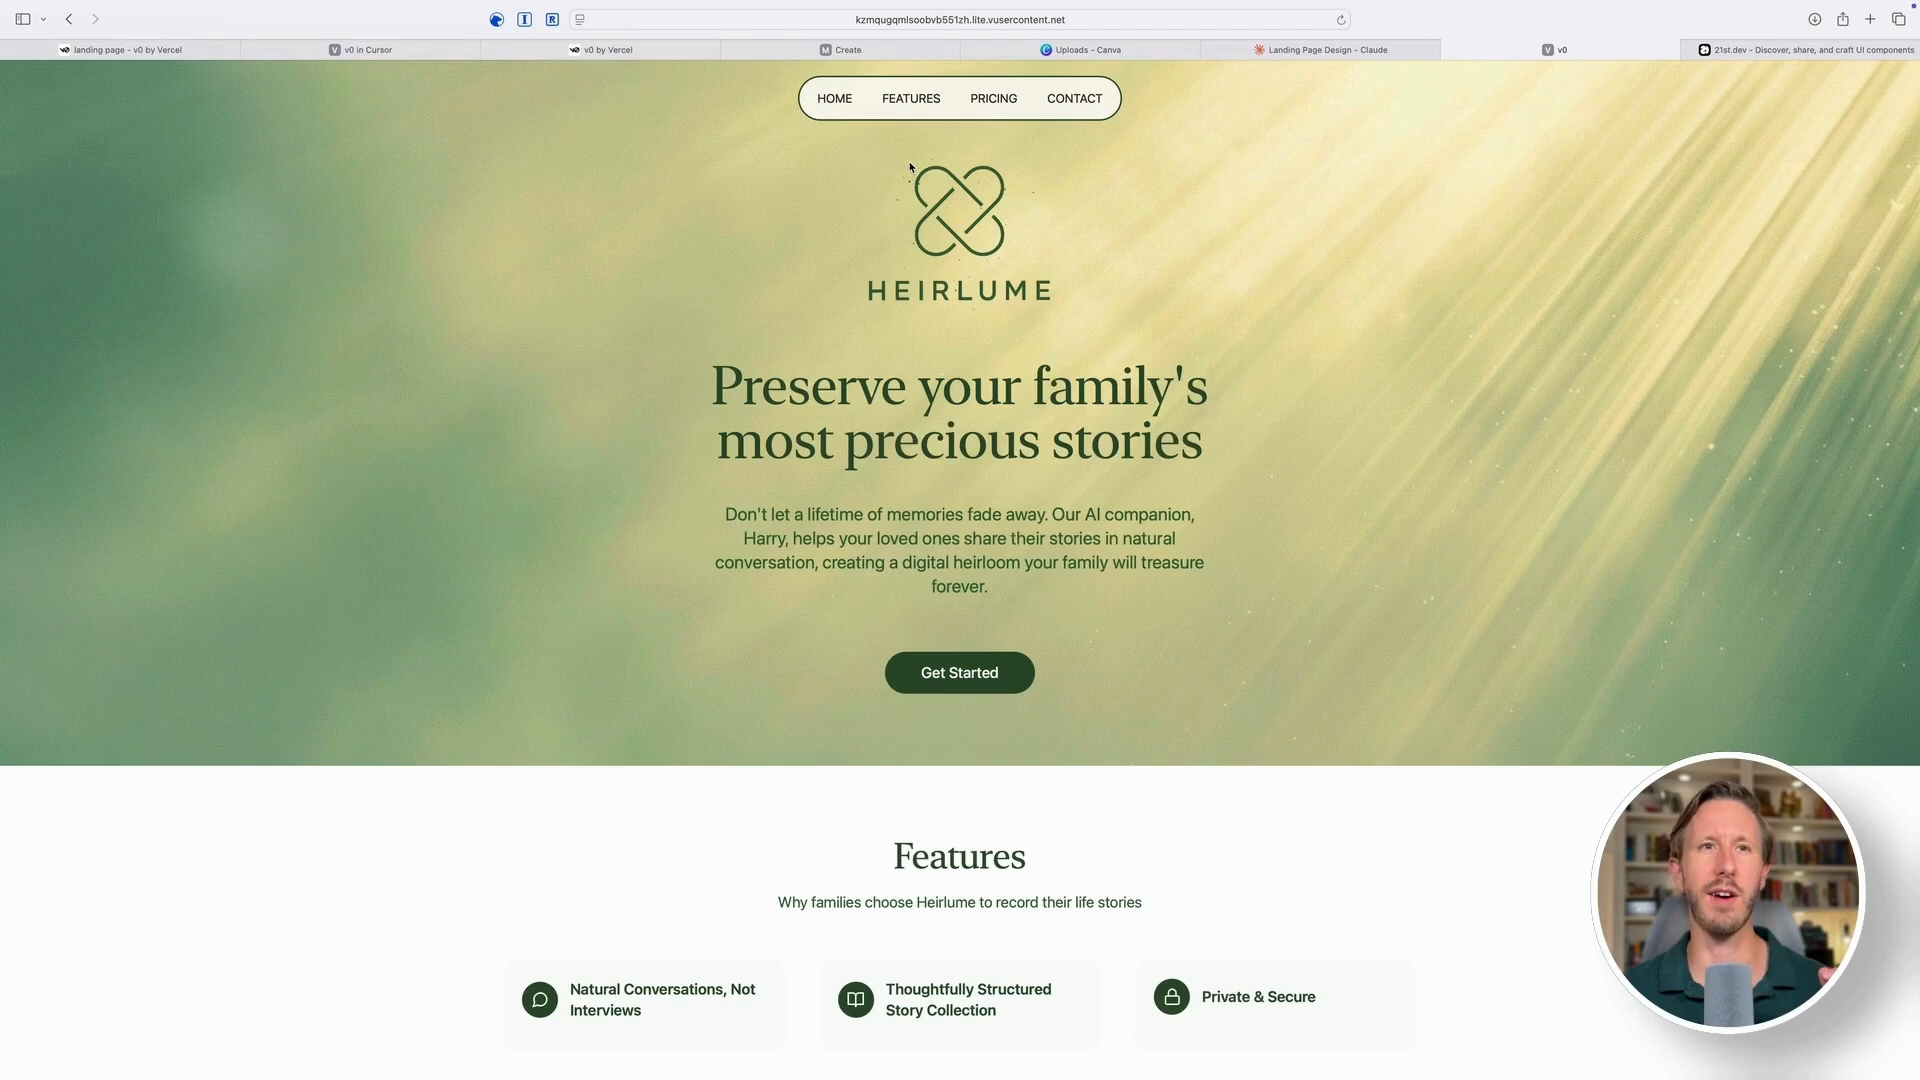 kzmqugqmlsoobvb551zh.lite.vusercontent.net
landing page - v0 by Vercel
V v0 in Cursor
v0 by Vercel
M Create
Uploads - Canva
Landing Page Design - Claude
V v0
21st.dev - Discover, share, and craft UI components
HOME FEATURES PRICING CONTACT
HEIRLUME
Preserve your family's
most precious stories
Don't let a lifetime of memories fade away. Our AI companion,
Harry, helps your loved ones share their stories in natural
conversation, creating a digital heirloom your family will treasure
forever.
Get Started
Features
Why families choose Heirlume to record their life stories
Natural Conversations, Not
Interviews
Thoughtfully Structured
Story Collection
Private & Secure